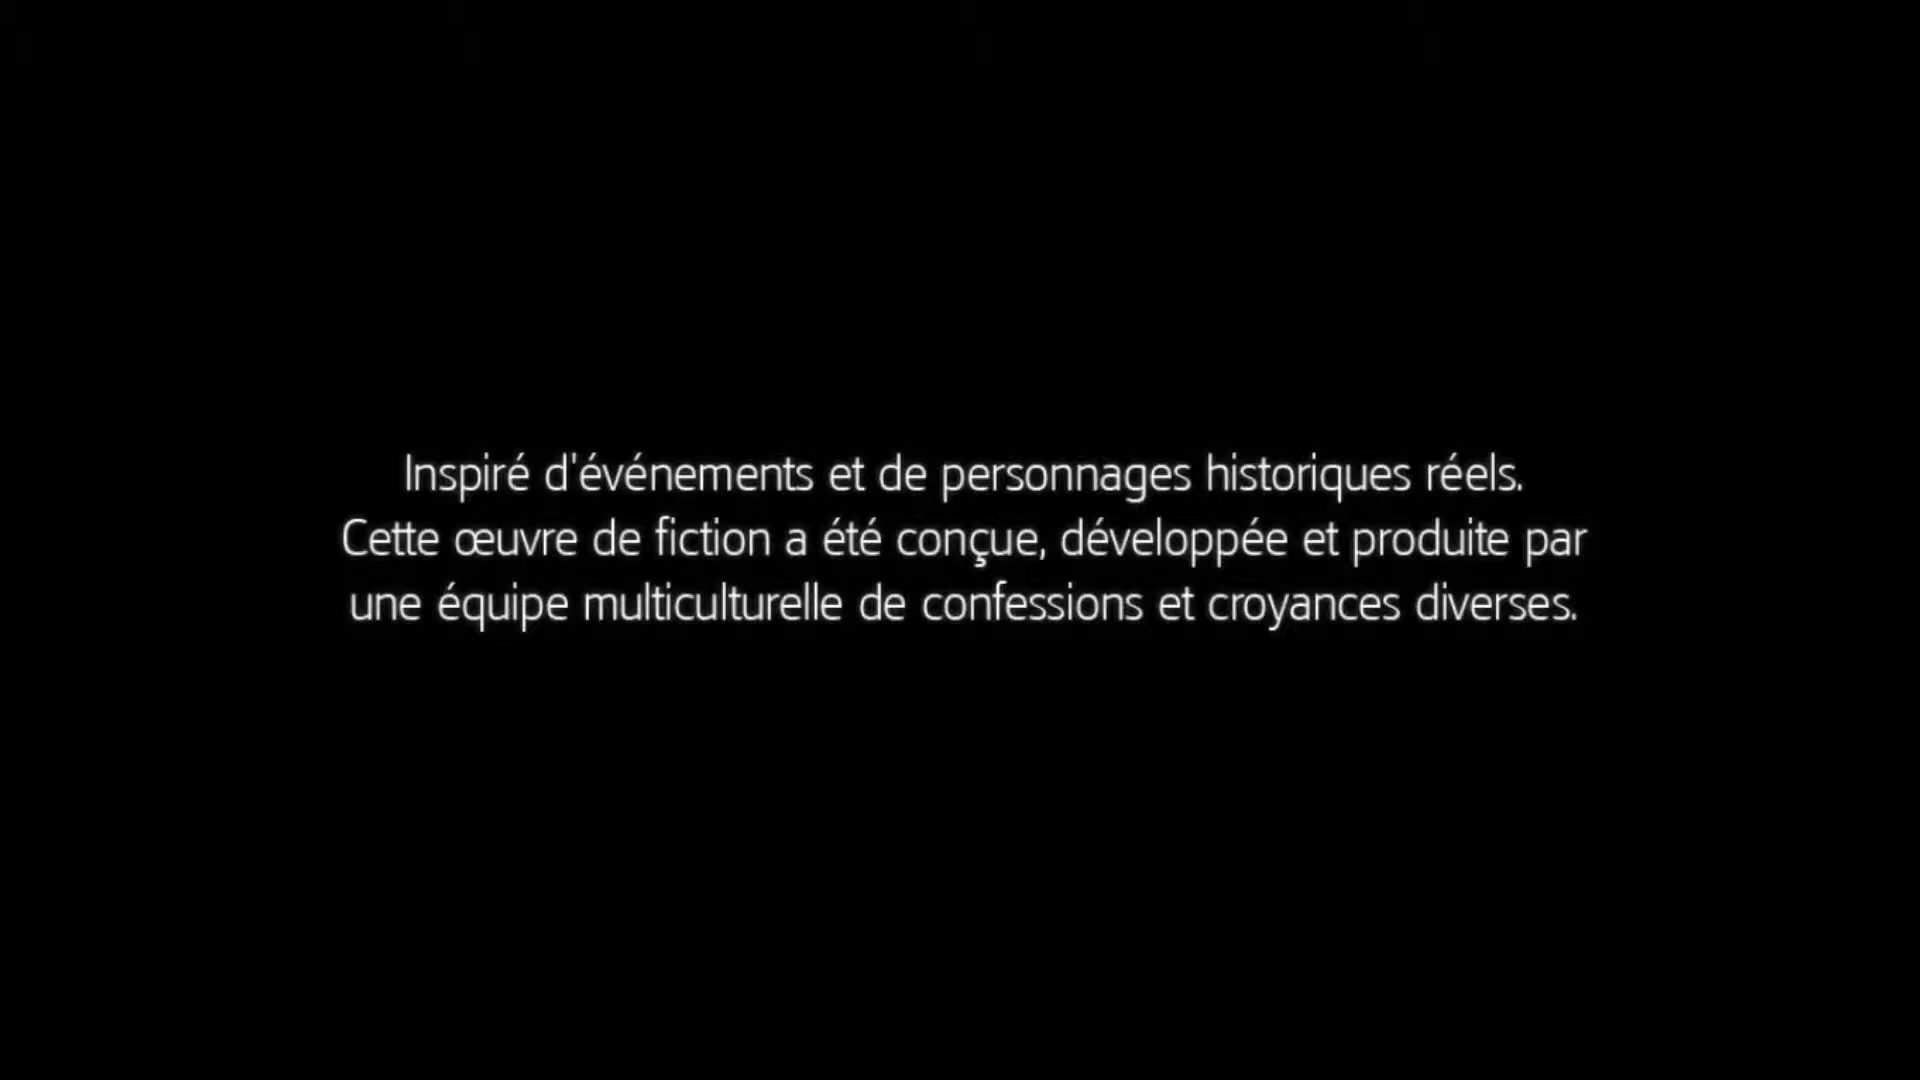 Inspiré d'événements et de personnages historiques réels.
Cette œuvre de fiction a été conçue, développée et produite par
une équipe multiculturelle de confessions et croyances diverses.